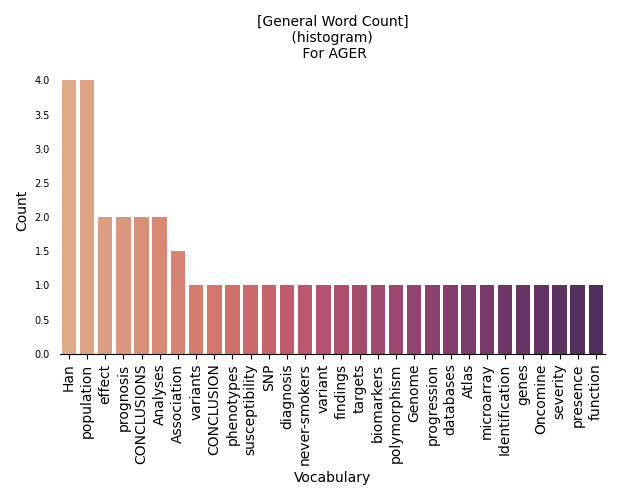 [General Word Count]
(histogram)
For AGER
4.0
3.5
3.0
2.5
2.0
1.5
1.0
0.5
0.0
Count
Han
population
effect
prognosis
CONCLUSIONS
Analyses
Association
variants
CONCLUSION
phenotypes
susceptibility
SNP
diagnosis
never-smokers
variant
findings
targets
biomarkers
polymorphism
Genome
progression
databases
Atlas
microarray
Identification
genes
Oncomine
severity
presence
function
Vocabulary